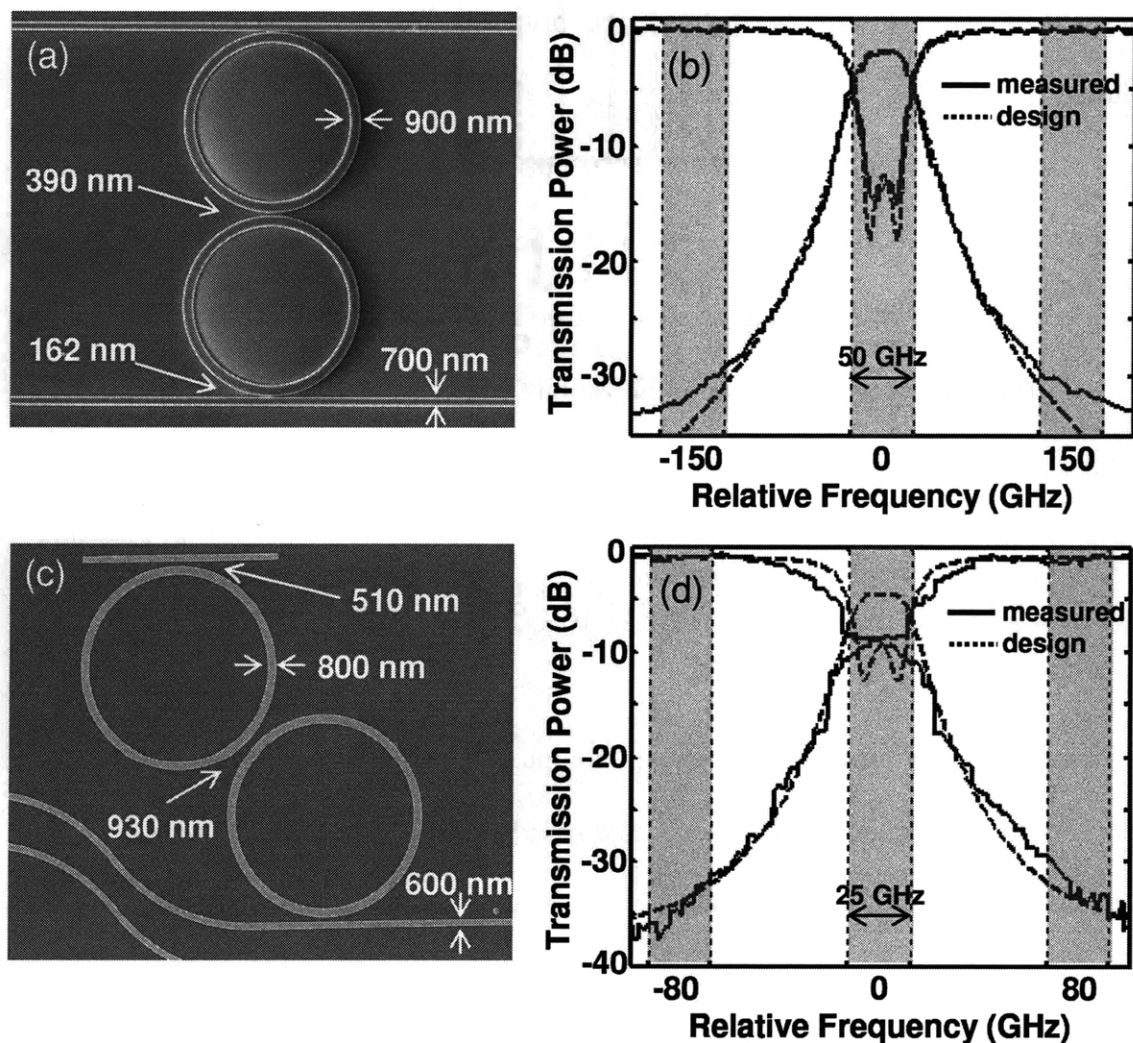 (a)
900 nm
390 nm
162 nm
700 nm
(b)
Transmission Power (dB)
0
-10
-20
-30
measured
design
50 GHz
-150
0
150
Relative Frequency (GHz)
(c)
510 nm
800 nm
930 nm
600 nm
(d)
Transmission Power (dB)
0
-10
-20
-30
-40
measured
design
25 GHz
-80
0
80
Relative Frequency (GHz)